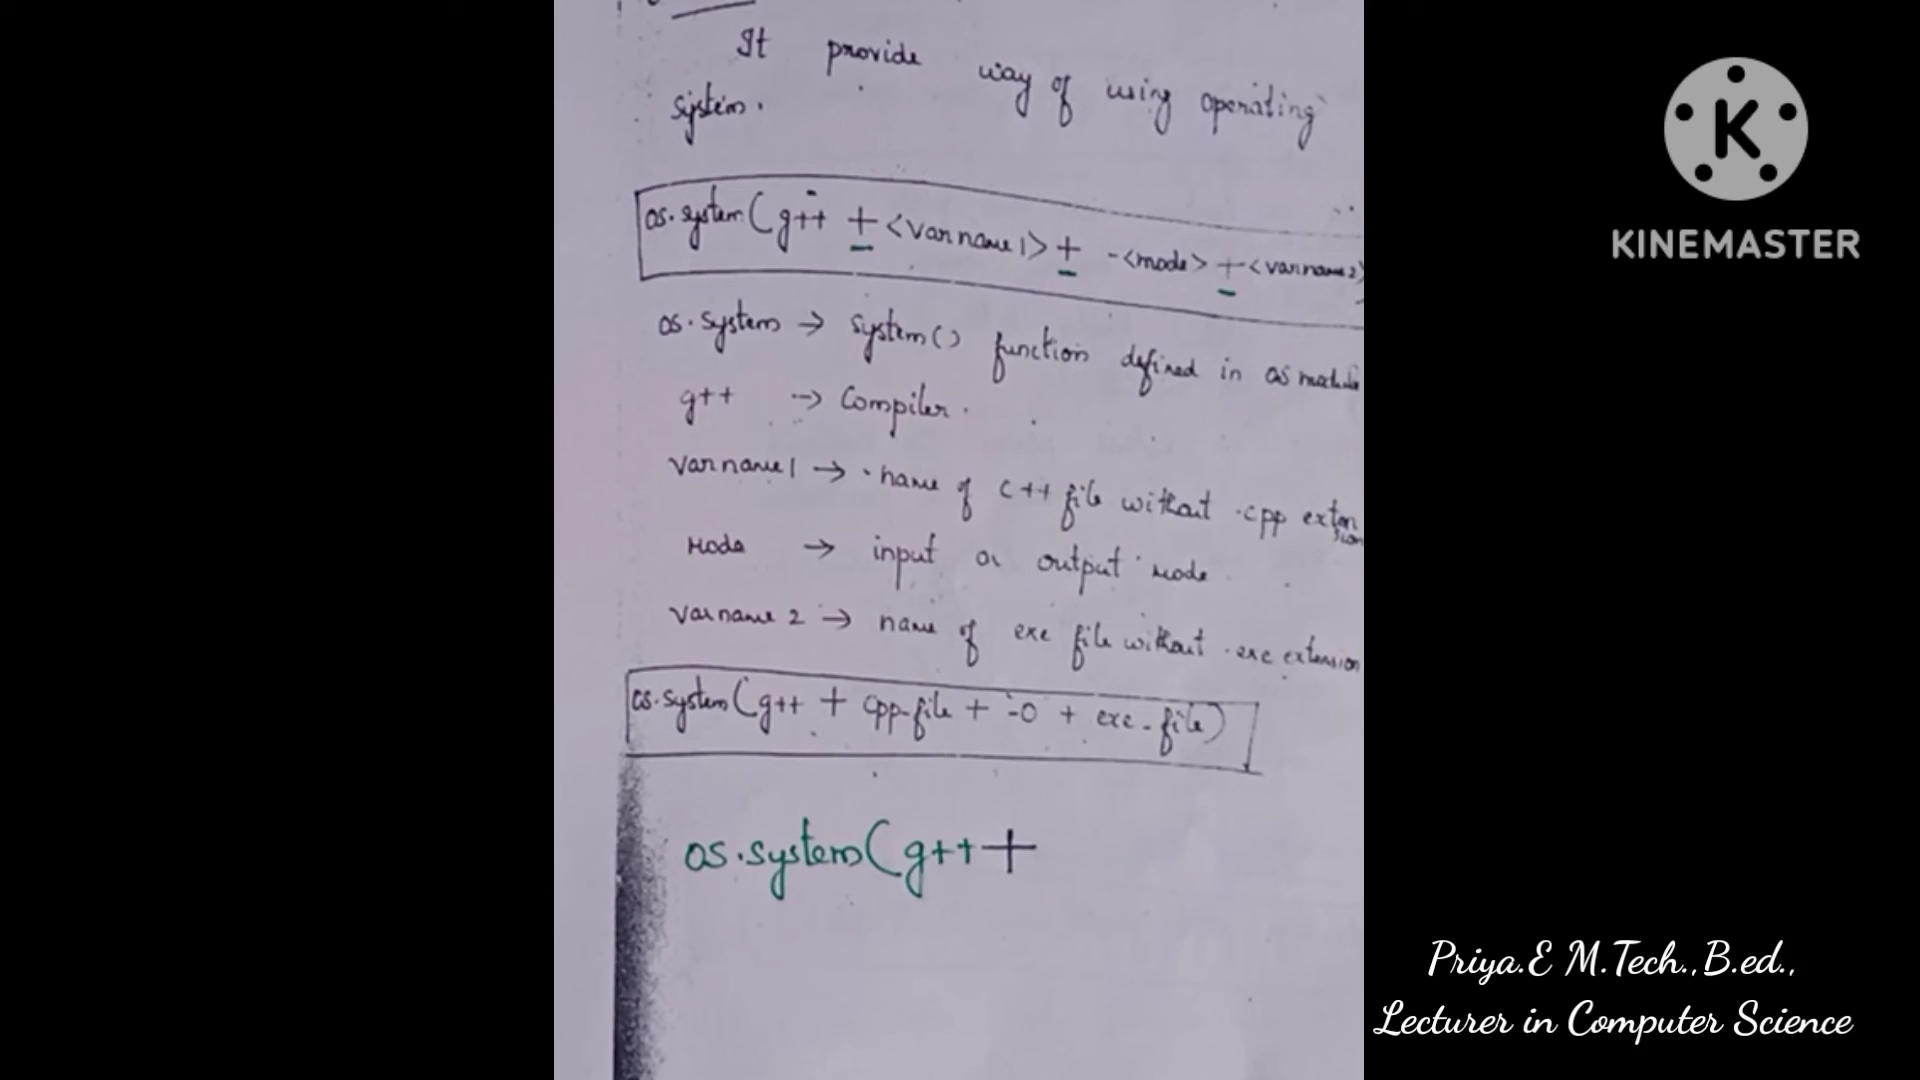 It provide way of using operating
system.
os.system(g++ + <varname1> + -<mode> + <varname2>
os.system → system() function defined in os module
g++ → Compiler.
varname1 → name of c++ file without .cpp exten
sion
Mode → input or output mode
varname 2 → name of exe file without .exe extension
os.system(g++ + cpp-file + -o + exe-file)
os.system(g++ +
KINEMASTER
Priya.E M.Tech.,B.ed.,
Lecturer in Computer Science